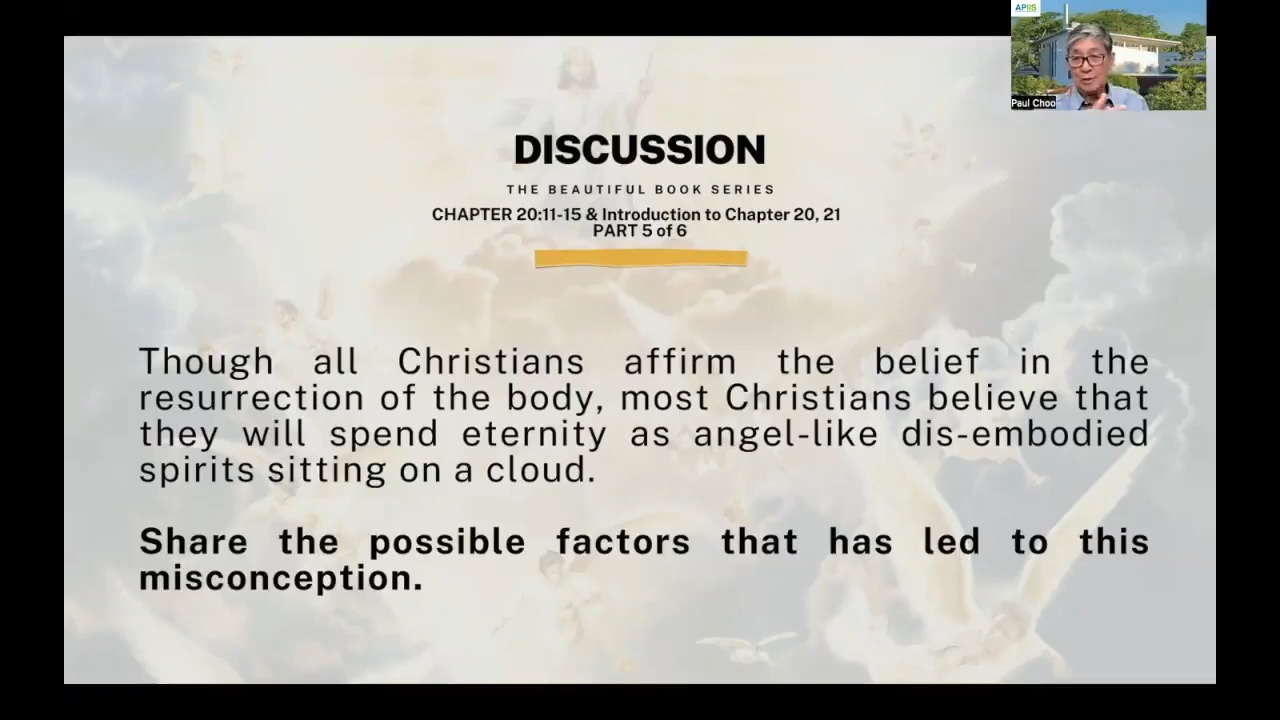 APIIS
Paul Choo
DISCUSSION
THE BEAUTIFUL BOOK SERIES
CHAPTER 20:11-15 & Introduction to Chapter 20, 21
PART 5 of 6
Though all Christians affirm the belief in the
resurrection of the body, most Christians believe that
they will spend eternity as angel-like dis-embodied
spirits sitting on a cloud.
Share the possible factors that has led to this
misconception.